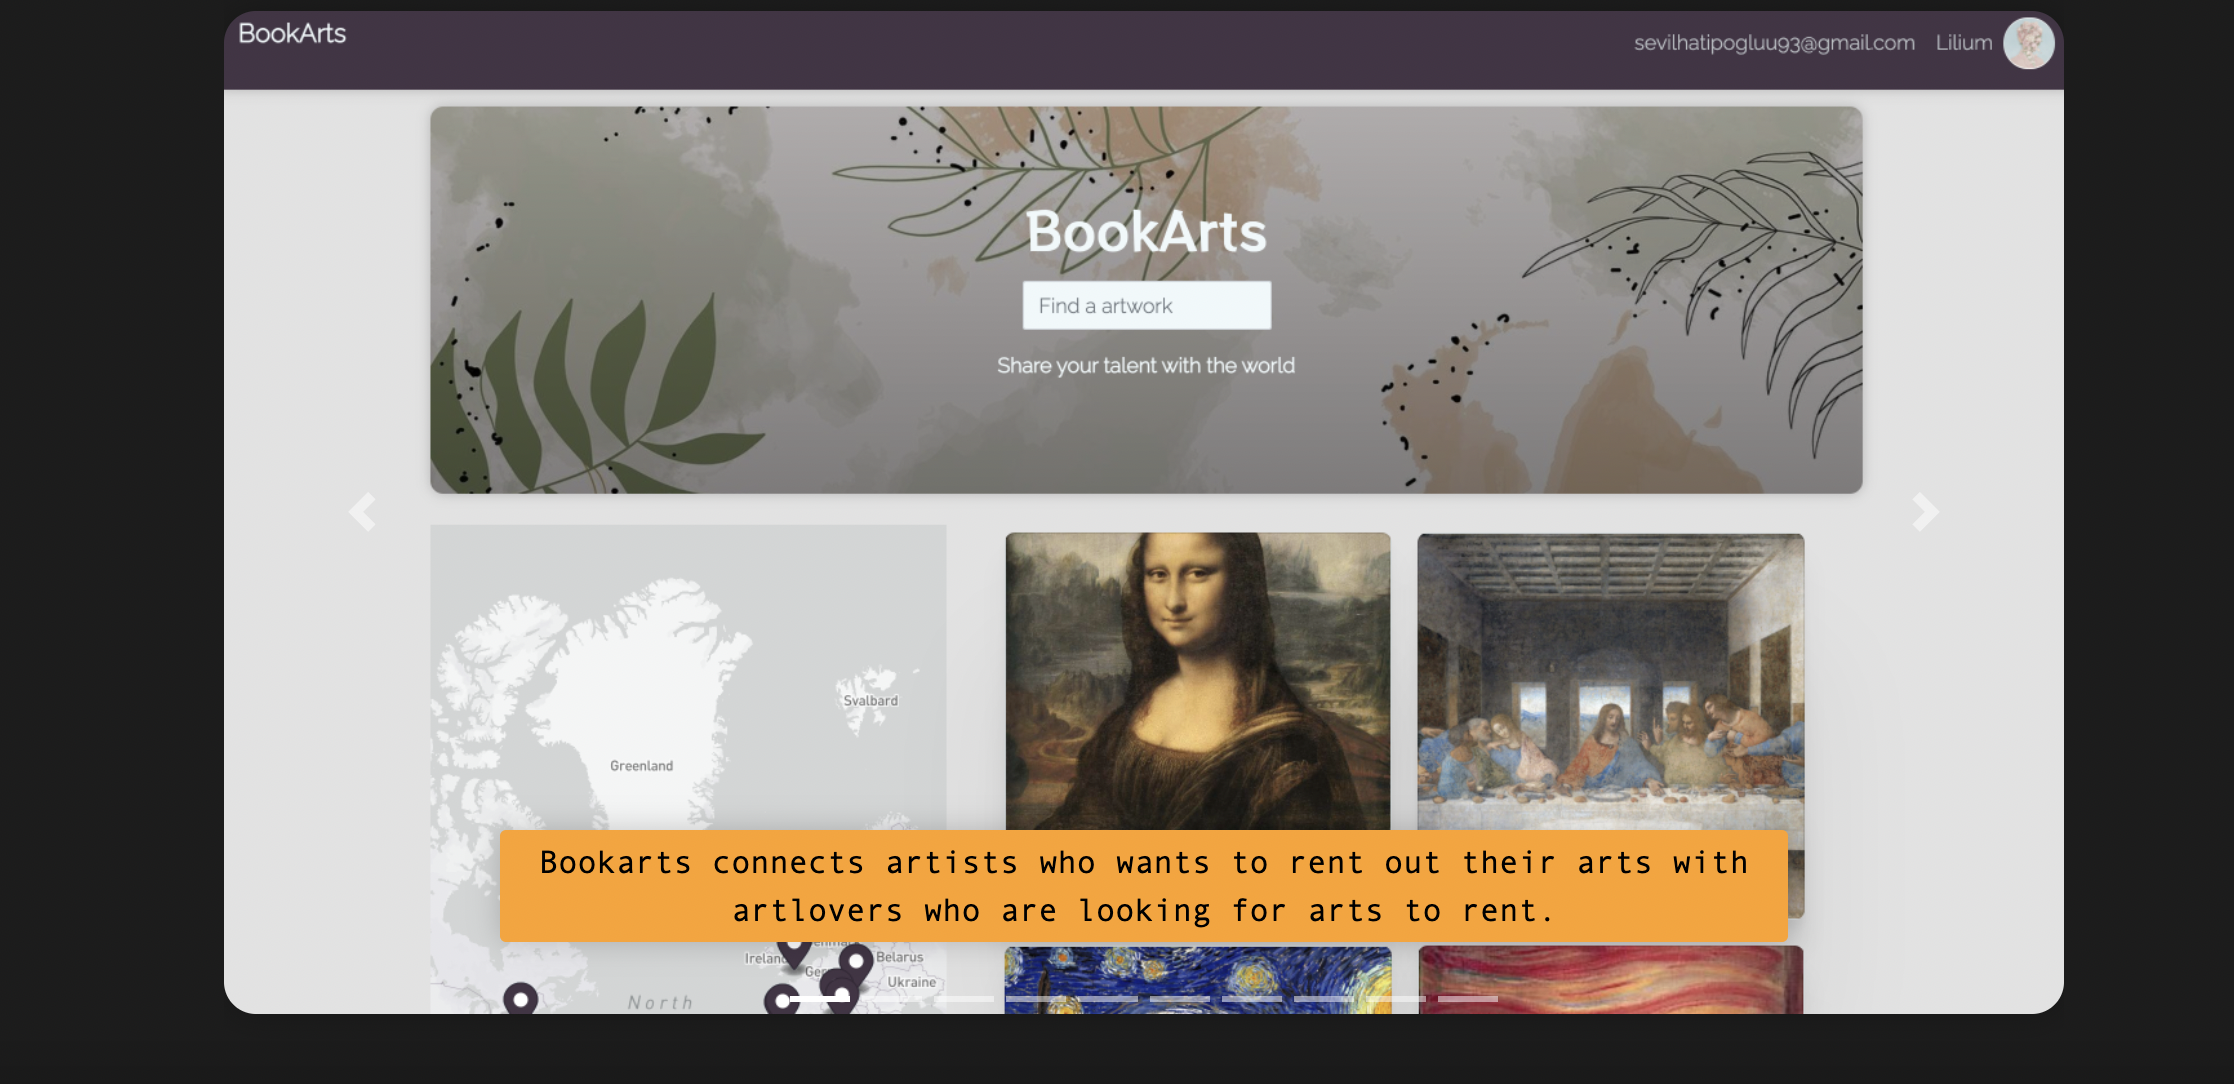 BookArts
sevilhatipogluu93@gmail.com Lilium
BookArts
Find a artwork
Share your talent with the world
Svalbard
Greenland
Bookarts connects artists who wants to rent out their arts with
artlovers who are looking for arts to rent.
Belarus
Ukraine
North